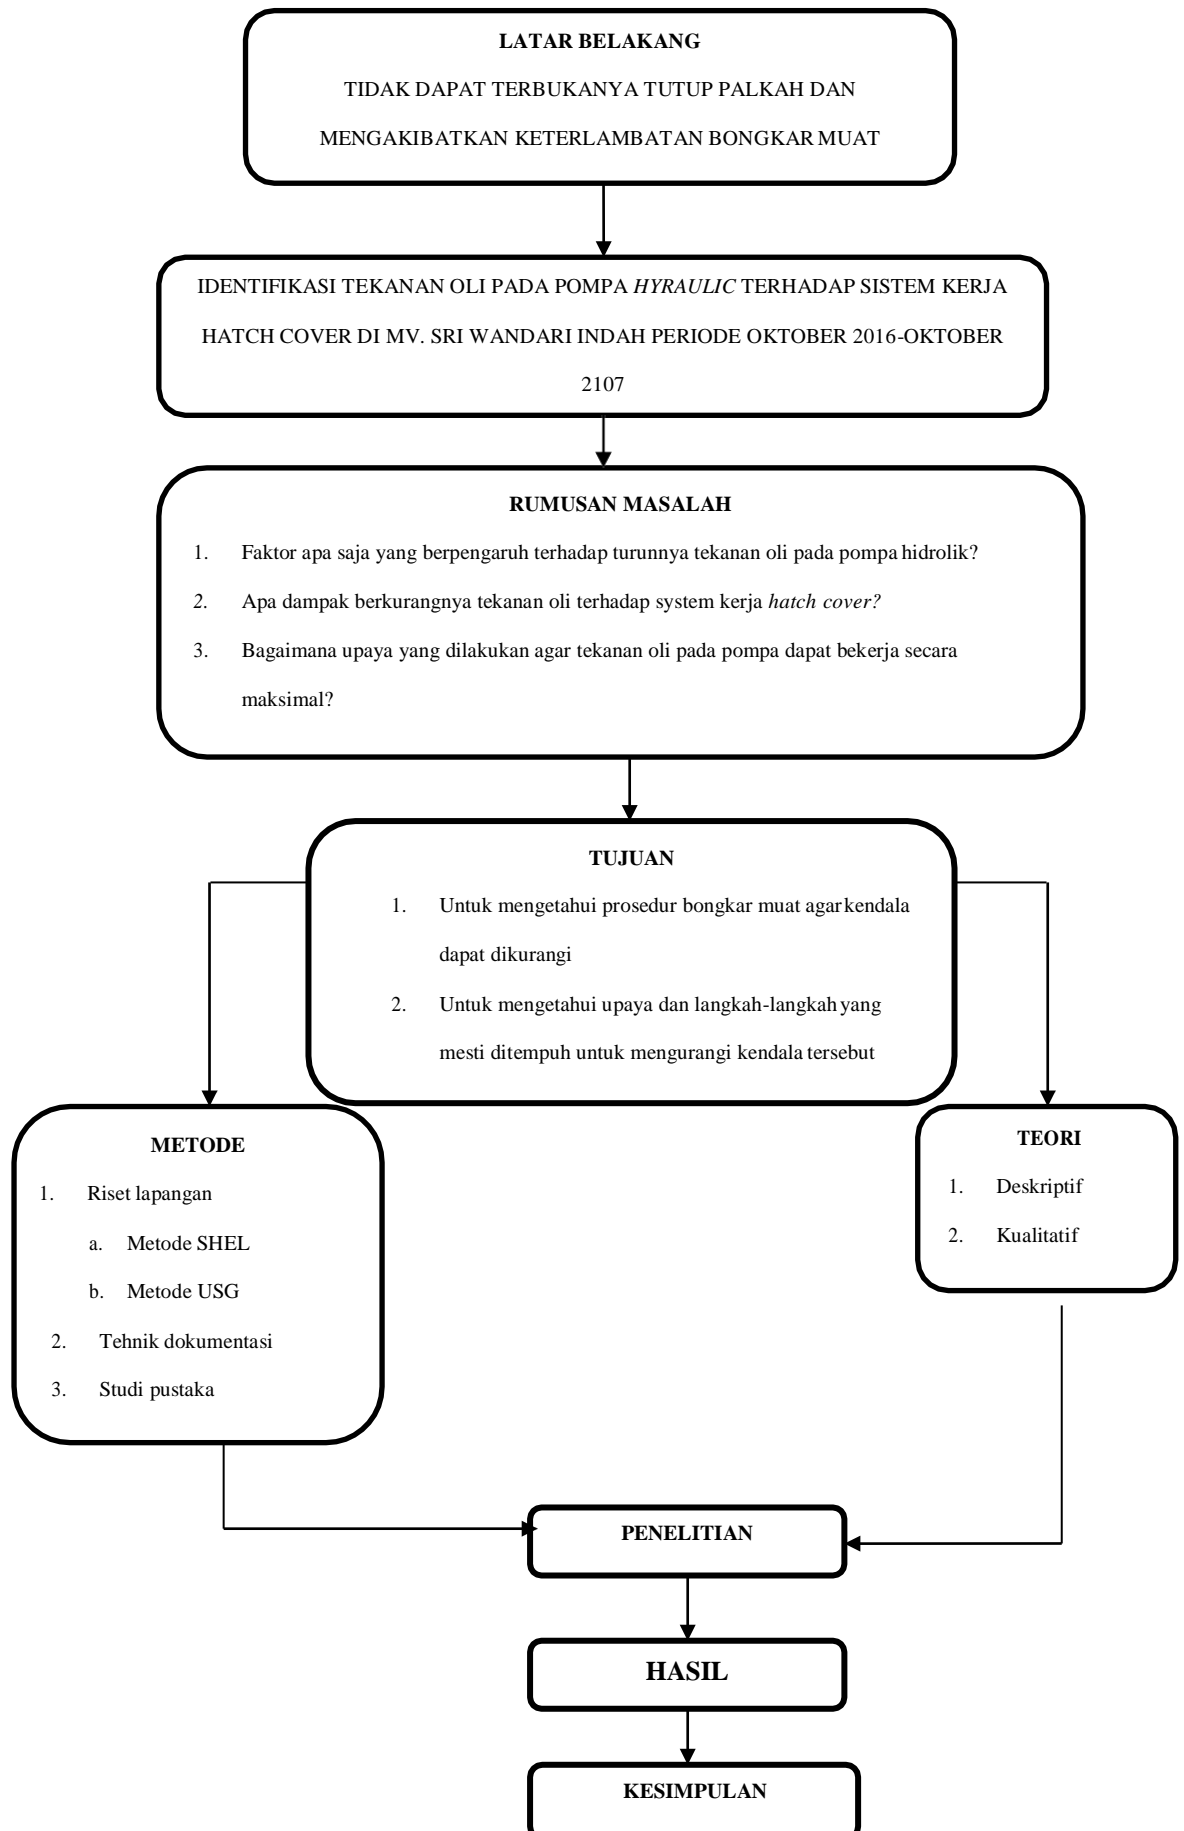 LATAR BELAKANG
TIDAK DAPAT TERBUKANYA TUTUP PALKAH DAN
MENGAKIBATKAN KETERLAMBATAN BONGKAR MUAT
IDENTIFIKASI TEKANAN OLI PADA POMPA HYRAULIC TERHADAP SISTEM KERJA
HATCH COVER DI MV. SRI WANDARI INDAH PERIODE OKTOBER 2016-OKTOBER
2107
RUMUSAN MASALAH
1. Faktor apa saja yang berpengaruh terhadap turunnya tekanan oli pada pompa hidrolik?
2. Apa dampak berkurangnya tekanan oli terhadap system kerja hatch cover?
3. Bagaimana upaya yang dilakukan agar tekanan oli pada pompa dapat bekerja secara
maksimal?
TUJUAN
1. Untuk mengetahui prosedur bongkar muat agar kendala
dapat dikurangi
2. Untuk mengetahui upaya dan langkah-langkah yang
mesti ditempuh untuk mengurangi kendala tersebut
METODE
1. Riset lapangan
a. Metode SHEL
b. Metode USG
2. Tehnik dokumentasi
3. Studi pustaka
TEORI
1. Deskriptif
2. Kualitatif
PENELITIAN
HASIL
KESIMPULAN